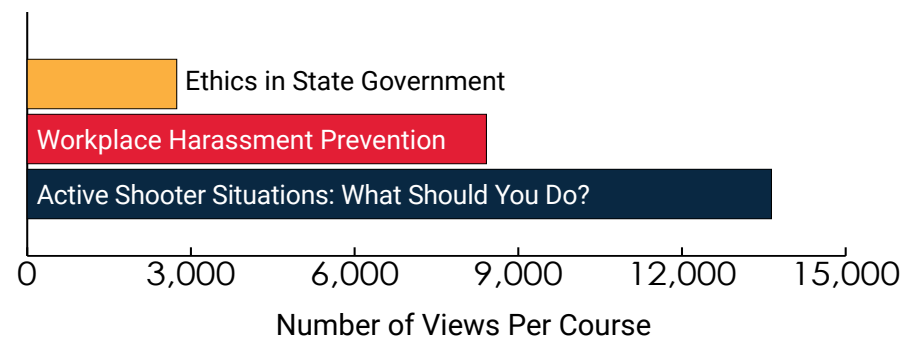 Ethics in State Government
Workplace Harassment Prevention
Active Shooter Situations: What Should You Do?
0 3,000 6,000 9,000 12,000 15,000
Number of Views Per Course